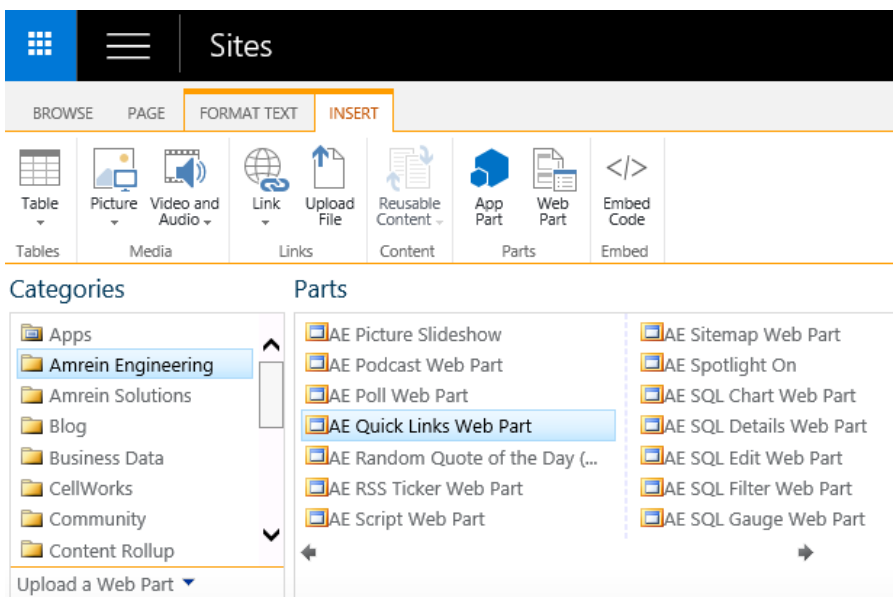 Sites
BROWSE PAGE FORMAT TEXT INSERT
Table Picture Video and Audio Link Upload File Reusable Content App Part Web Part Embed Code
Tables Media Links Content Parts Embed
Categories Parts
Apps
Amrein Engineering
Amrein Solutions
Blog
Business Data
CellWorks
Community
Content Rollup
Upload a Web Part
AE Picture Slideshow
AE Podcast Web Part
AE Poll Web Part
AE Quick Links Web Part
AE Random Quote of the Day (...
AE RSS Ticker Web Part
AE Script Web Part
AE Sitemap Web Part
AE Spotlight On
AE SQL Chart Web Part
AE SQL Details Web Part
AE SQL Edit Web Part
AE SQL Filter Web Part
AE SQL Gauge Web Part